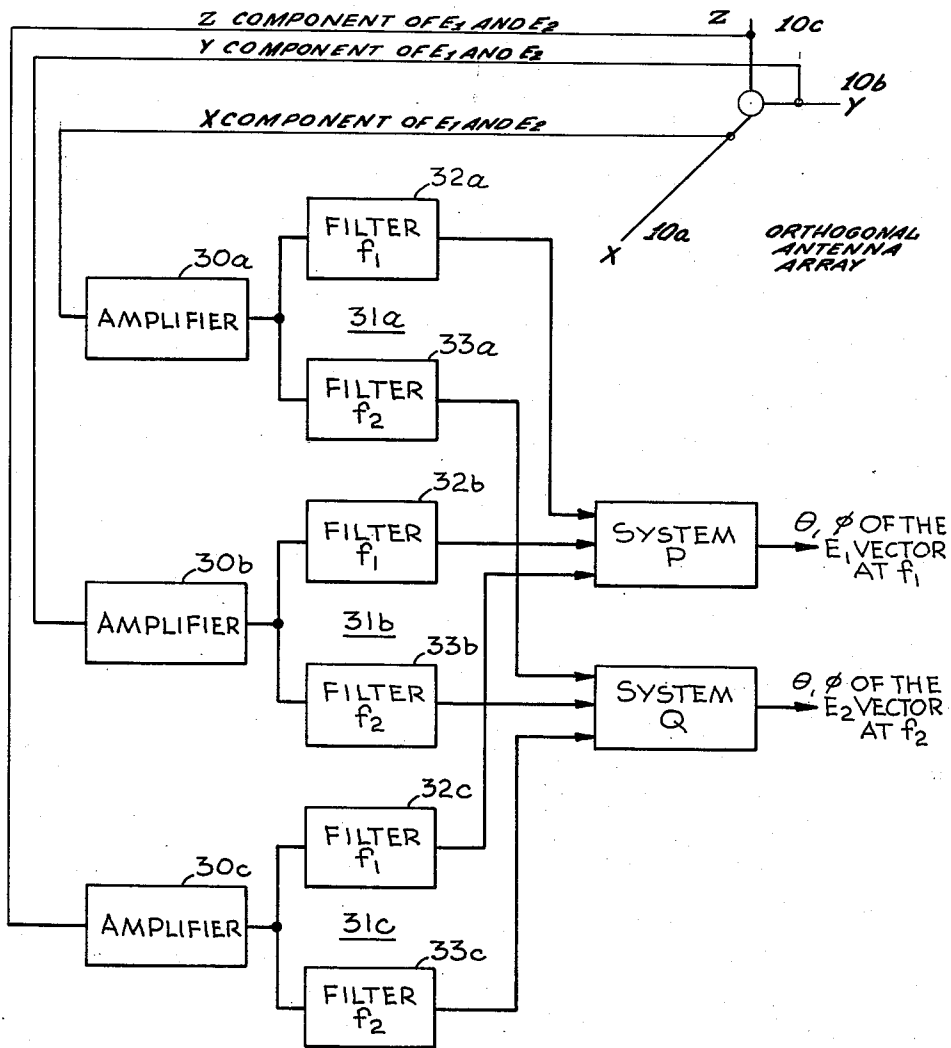 Z COMPONENT OF E1 AND E2
Z
10c
Y COMPONENT OF E1 AND E2
10b
Y
X COMPONENT OF E1 AND E2
X
10a
ORTHOGONAL
ANTENNA
ARRAY
32a
FILTER
f1
30a
AMPLIFIER
31a
33a
FILTER
f2
32b
FILTER
f1
30b
AMPLIFIER
31b
33b
FILTER
f2
SYSTEM
P
θ, φ OF THE
E1 VECTOR
AT f1
SYSTEM
Q
θ, φ OF THE
E2 VECTOR
AT f2
32c
FILTER
f1
30c
AMPLIFIER
31c
33c
FILTER
f2